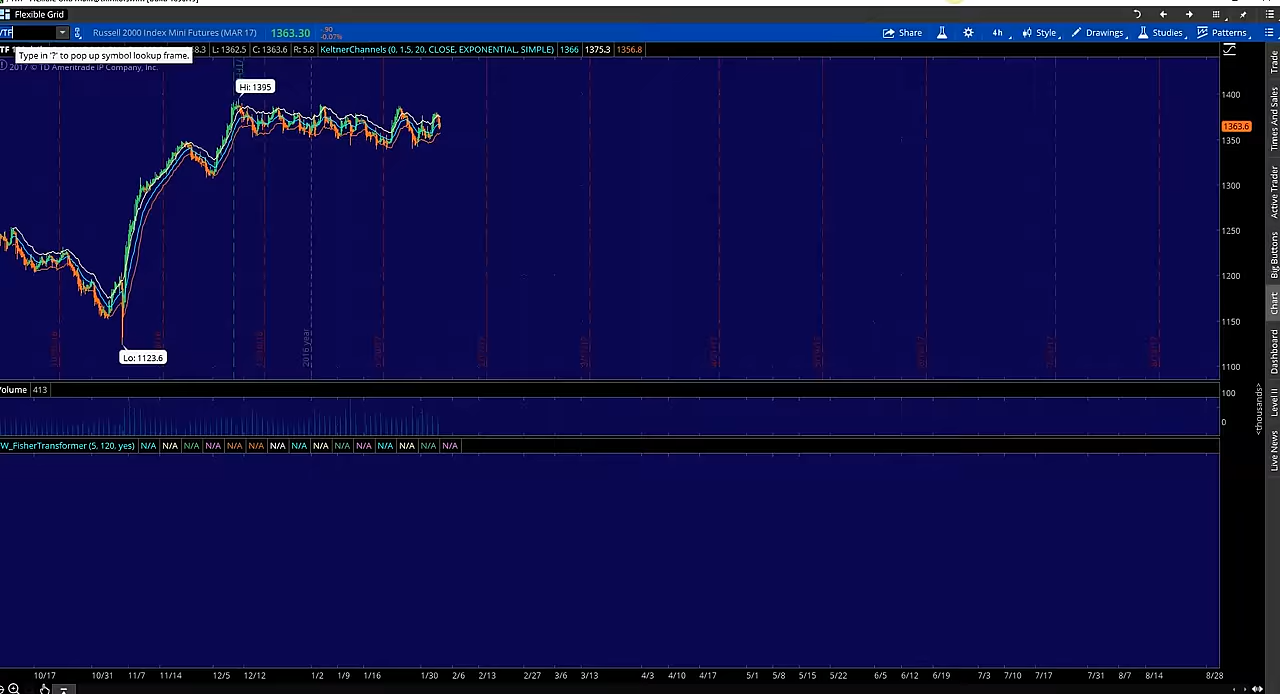 Flexible Grid
/TF Russell 2000 Index Mini Futures (MAR 17) 1363.30 -.90 -0.07% Share 4h Style Drawings Studies Patterns
L: 1362.5 C: 1363.6 R: 5.8 KeltnerChannels (0, 1.5, 20, CLOSE, EXPONENTIAL, SIMPLE) 1366 1375.3 1356.8
Type in '?' to pop up symbol lookup frame.
2017 © TD Ameritrade IP Company, Inc.
Hi: 1395
1400
1363.6
1350
1300
1250
1200
1150
2016 year
Lo: 1123.6
1100
Volume 413
100
0
<thousands>
W_FisherTransformer (5, 120, yes) N/A N/A N/A N/A N/A N/A N/A N/A N/A N/A N/A N/A N/A N/A N/A
10/17 10/31 11/7 11/14 12/5 12/12 1/2 1/9 1/16 1/30 2/6 2/13 2/27 3/6 3/13 4/3 4/10 4/17 5/1 5/8 5/15 5/22 6/5 6/12 6/19 7/3 7/10 7/17 7/31 8/7 8/14 8/28
Trade
Times And Sales
Active Trader
Big Buttons
Chart
Dashboard
Level II
Live News